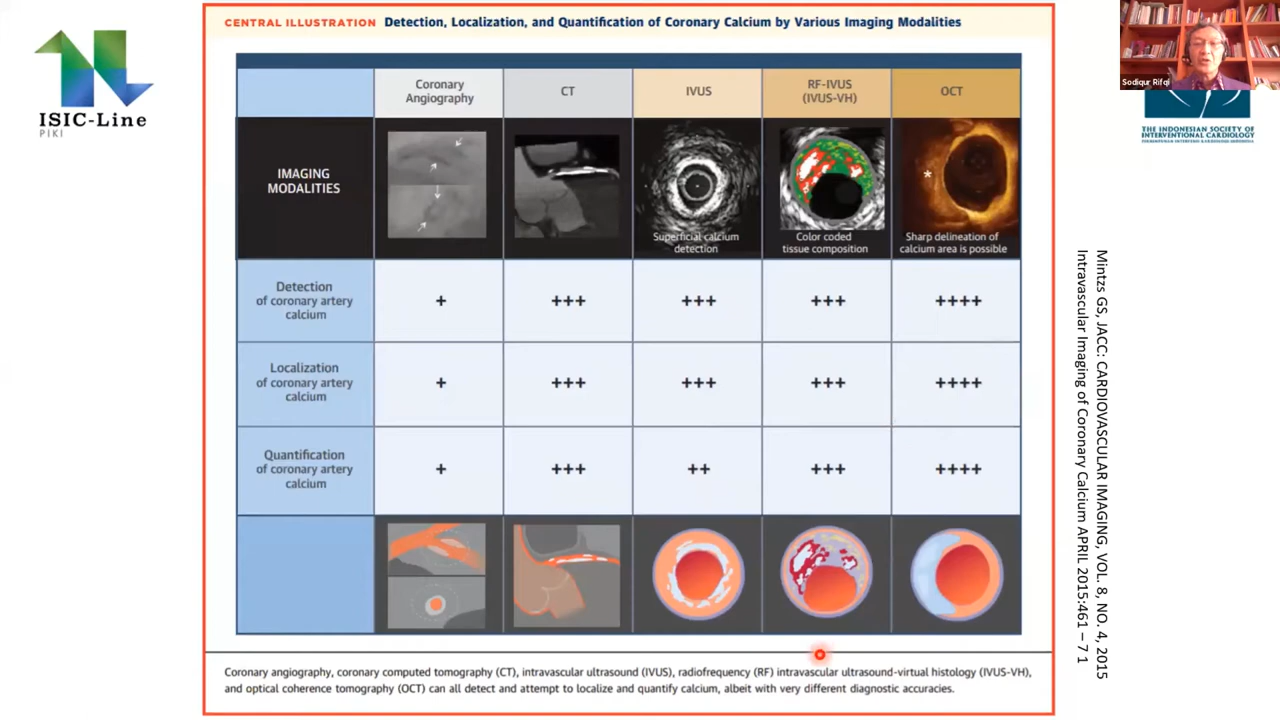 CENTRAL ILLUSTRATION Detection, Localization, and Quantification of Coronary Calcium by Various Imaging Modalities
ISIC-Line
PIKI
Sodiqur Rifqi
THE INDONESIAN SOCIETY OF
INTERVENTIONAL CARDIOLOGY
Coronary
Angiography
CT
IVUS
RF-IVUS
(IVUS-VH)
OCT
IMAGING
MODALITIES
*
Superficial calcium
detection
Color coded
tissue composition
Sharp delineation of
calcium area is possible
Detection
of coronary artery
calcium
+
+++
+++
+++
++++
Localization
of coronary artery
calcium
+
+++
+++
+++
++++
Quantification
of coronary artery
calcium
+
+++
++
+++
++++
Coronary angiography, coronary computed tomography (CT), intravascular ultrasound (IVUS), radiofrequency (RF) intravascular ultrasound-virtual histology (IVUS-VH),
and optical coherence tomography (OCT) can all detect and attempt to localize and quantify calcium, albeit with very different diagnostic accuracies.
Mintzs GS, JACC: CARDIOVASCULAR IMAGING, VOL. 8, NO. 4, 2015
Intravascular Imaging of Coronary Calcium APRIL 2015:461 – 7 1